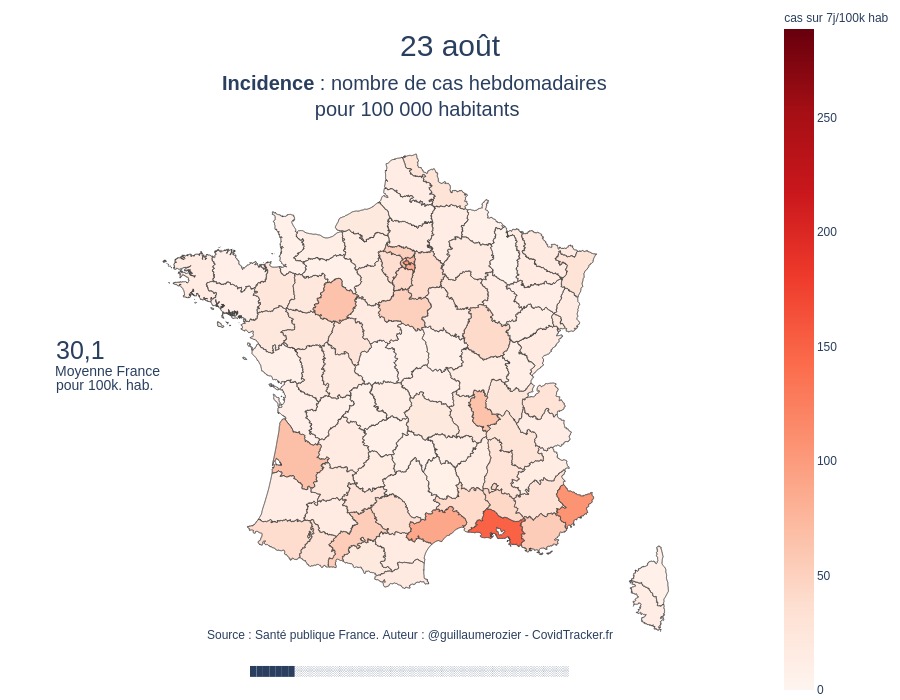 cas sur 7j/100k hab
23 août
Incidence : nombre de cas hebdomadaires
pour 100 000 habitants
250
200
150
100
50
0
30,1
Moyenne France
pour 100k. hab.
Source : Santé publique France. Auteur : @guillaumerozier - CovidTracker.fr